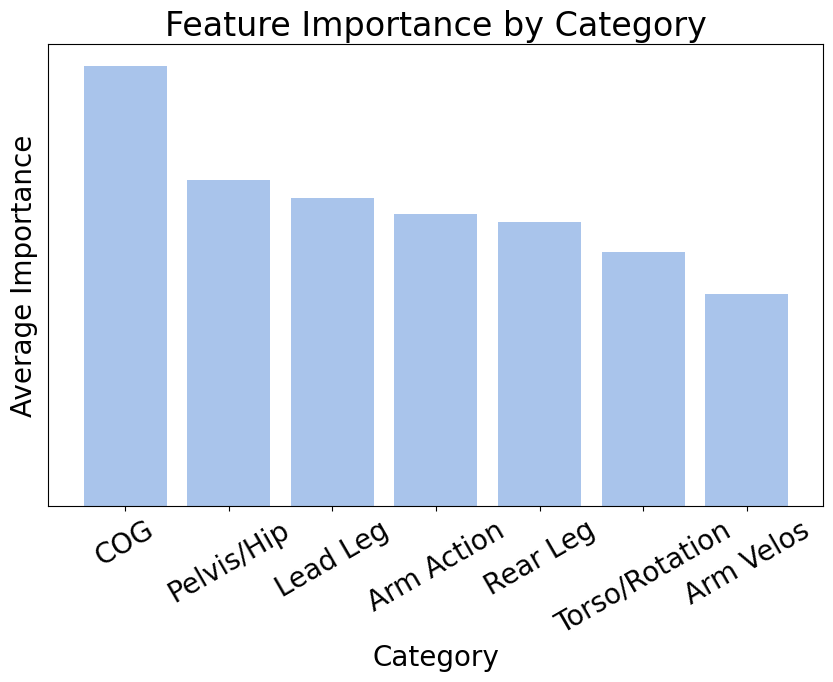 Feature Importance by Category
Average Importance
COG
Pelvis/Hip
Lead Leg
Arm Action
Rear Leg
Torso/Rotation
Arm Velos
Category